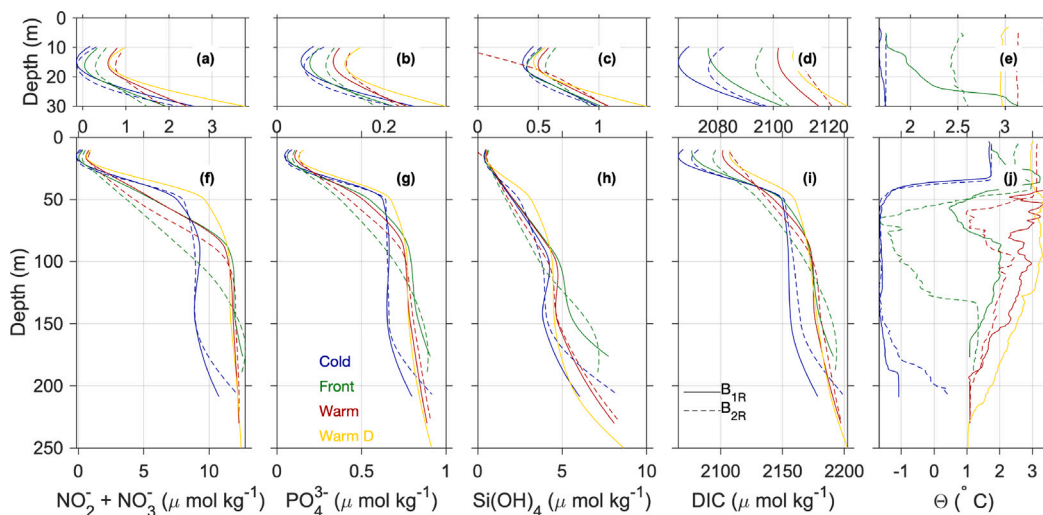 Depth (m)
0
10
20
30
(a)
(b)
(c)
(d)
(e)
0 1 2 3
0.2
0 0.5 1
2080 2100 2120
2 2.5 3
Depth (m)
0
50
100
150
200
250
(f)
(g)
(h)
(i)
(j)
Cold
Front
Warm
Warm D
B1R
B2R
0 5 10
0 0.5 1
0 5 10
2100 2150 2200
-1 0 1 2 3
NO2- + NO3- (μ mol kg-1)
PO43- (μ mol kg-1)
Si(OH)4 (μ mol kg-1)
DIC (μ mol kg-1)
Θ (° C)